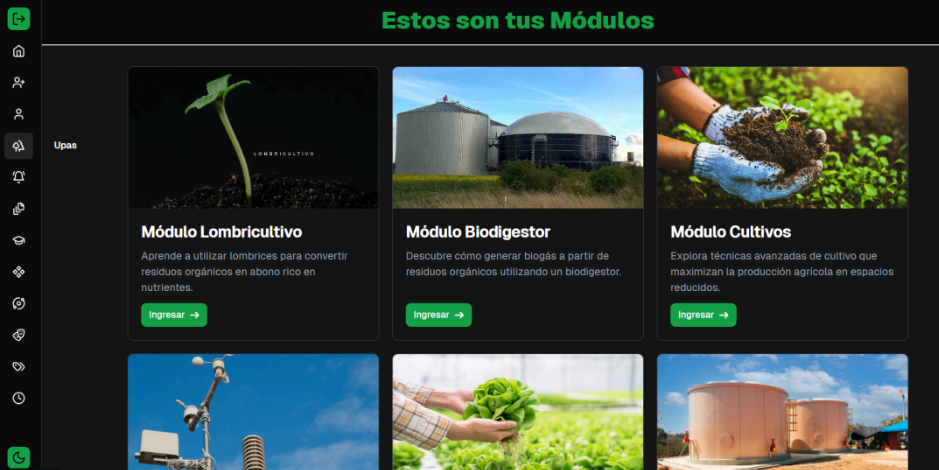 Estos son tus Módulos
Upas
LOMBRICULTIVO
Módulo Lombricultivo
Aprende a utilizar lombrices para convertir
residuos orgánicos en abono rico en
nutrientes.
Ingresar
Módulo Biodigestor
Descubre cómo generar biogás a partir de
residuos orgánicos utilizando un biodigestor.
Ingresar
Módulo Cultivos
Explora técnicas avanzadas de cultivo que
maximizan la producción agrícola en espacios
reducidos.
Ingresar